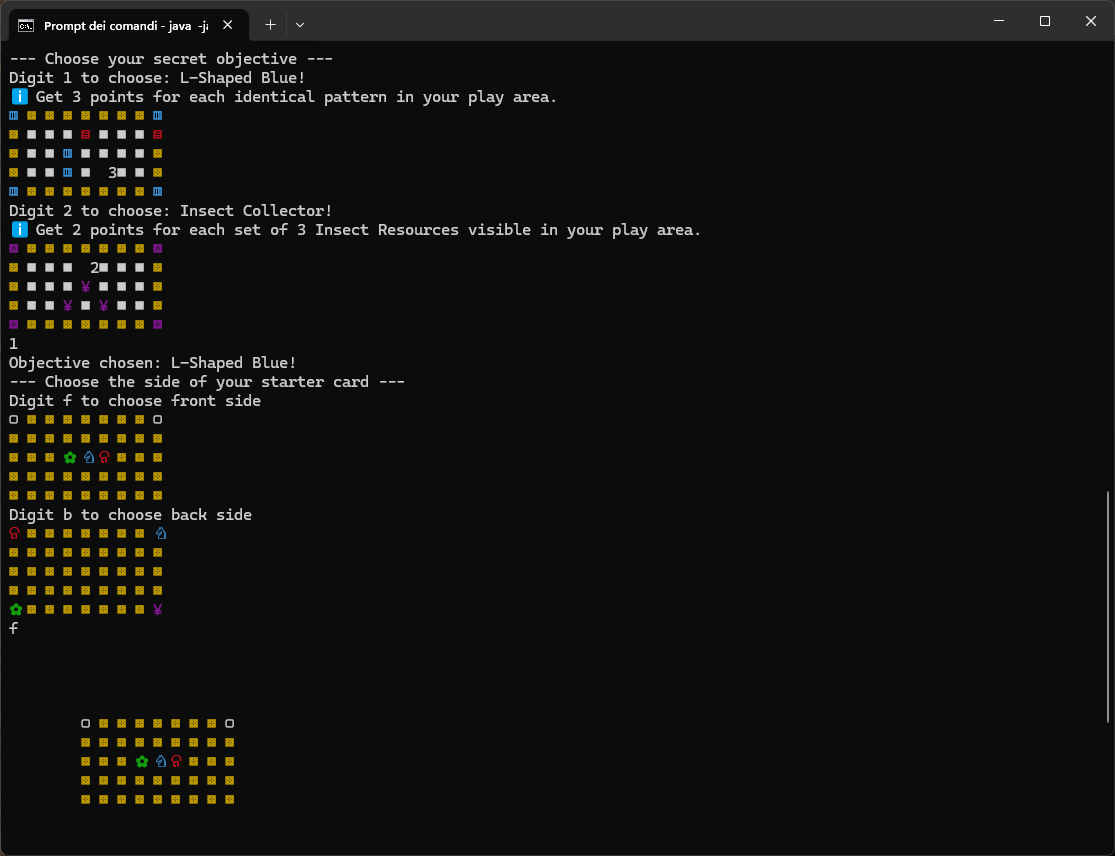 Prompt dei comandi - java -ja
--- Choose your secret objective ---
Digit 1 to choose: L-Shaped Blue!
i Get 3 points for each identical pattern in your play area.
3
Digit 2 to choose: Insect Collector!
i Get 2 points for each set of 3 Insect Resources visible in your play area.
2
¥
¥ ¥
1
Objective chosen: L-Shaped Blue!
--- Choose the side of your starter card ---
Digit f to choose front side
Digit b to choose back side
¥
f